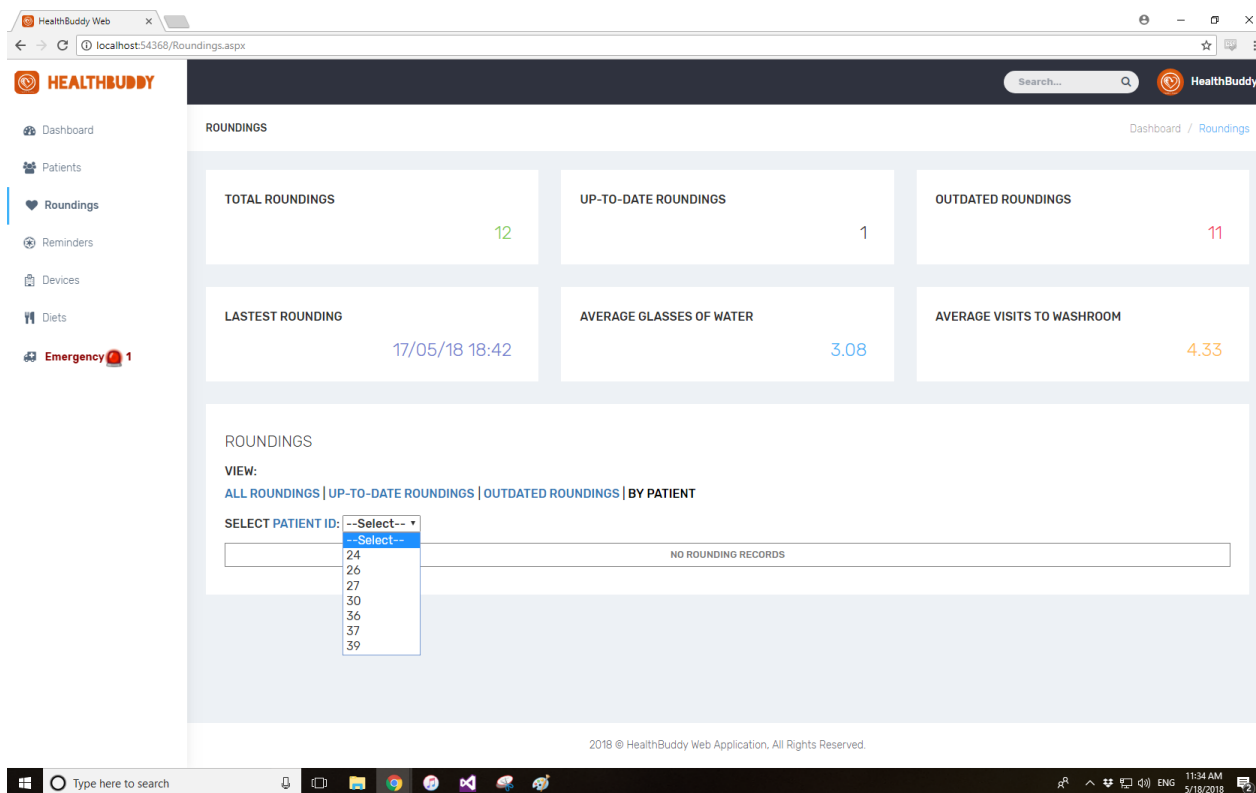 HealthBuddy Web
localhost:54368/Roundings.aspx
HEALTHBUDDY
Search...
HealthBuddy
Dashboard
Patients
Roundings
Reminders
Devices
Diets
Emergency 1
ROUNDINGS
Dashboard / Roundings
TOTAL ROUNDINGS
12
UP-TO-DATE ROUNDINGS
1
OUTDATED ROUNDINGS
11
LASTEST ROUNDING
17/05/18 18:42
AVERAGE GLASSES OF WATER
3.08
AVERAGE VISITS TO WASHROOM
4.33
ROUNDINGS
VIEW:
ALL ROUNDINGS | UP-TO-DATE ROUNDINGS | OUTDATED ROUNDINGS | BY PATIENT
SELECT PATIENT ID: --Select--
--Select--
24
26
27
30
36
37
39
NO ROUNDING RECORDS
2018 © HealthBuddy Web Application, All Rights Reserved.
Type here to search
ENG
11:34 AM
5/18/2018
2